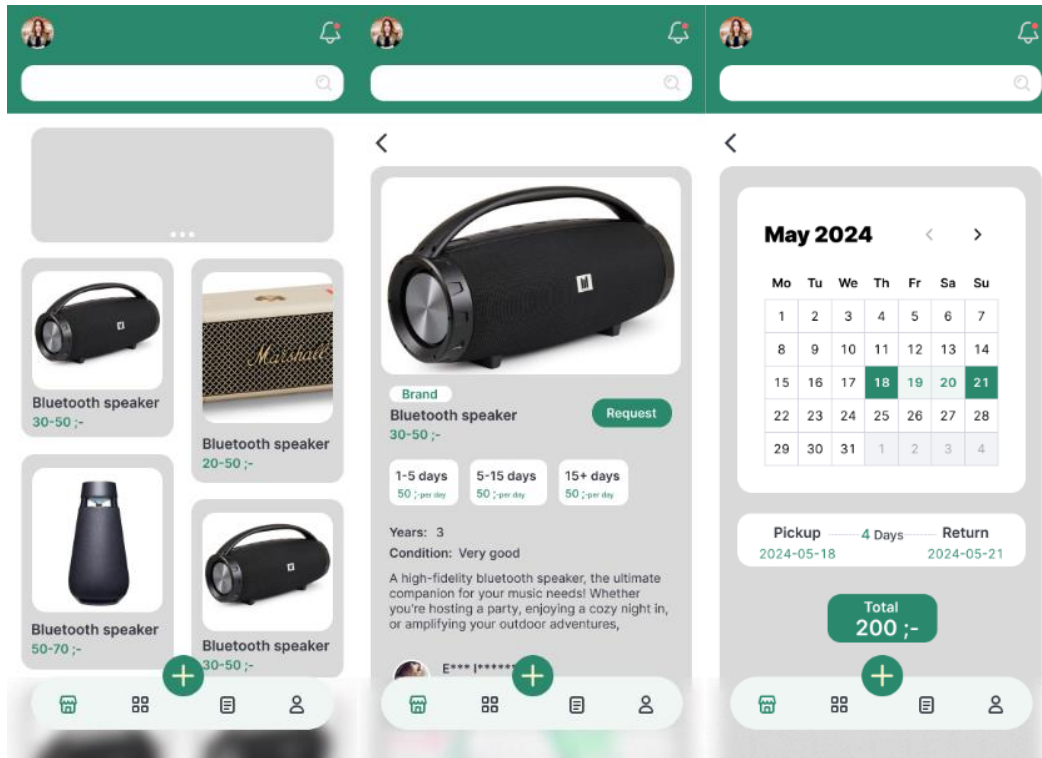 Marshall
Bluetooth speaker
30-50 ;-
Bluetooth speaker
20-50 ;-
Bluetooth speaker
50-70 ;-
Bluetooth speaker
30-50 ;-
Brand
Bluetooth speaker
30-50 ;-
Request
1-5 days
50 ;-per day
5-15 days
50 ;-per day
15+ days
50 ;-per day
Years: 3
Condition: Very good
A high-fidelity bluetooth speaker, the ultimate
companion for your music needs! Whether
you're hosting a party, enjoying a cozy night in,
or amplifying your outdoor adventures,
E*** I******
May 2024
Mo Tu We Th Fr Sa Su
1 2 3 4 5 6 7
8 9 10 11 12 13 14
15 16 17 18 19 20 21
22 23 24 25 26 27 28
29 30 31 1 2 3 4
Pickup 4 Days Return
2024-05-18 2024-05-21
Total
200 ;-